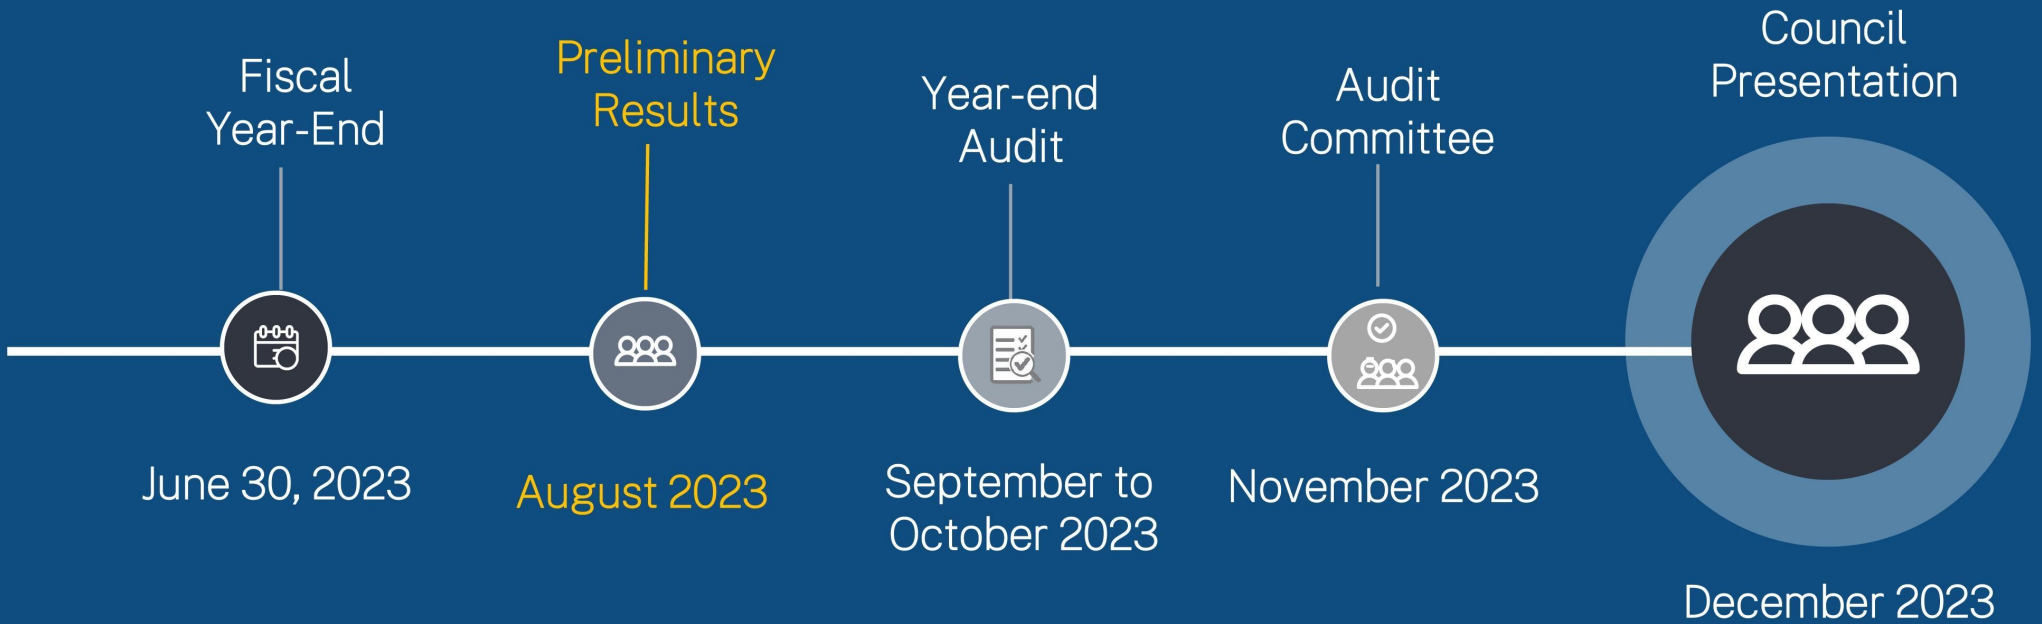 Fiscal
Year-End
June 30, 2023
Preliminary
Results
August 2023
Year-end
Audit
September to
October 2023
Audit
Committee
November 2023
Council
Presentation
December 2023